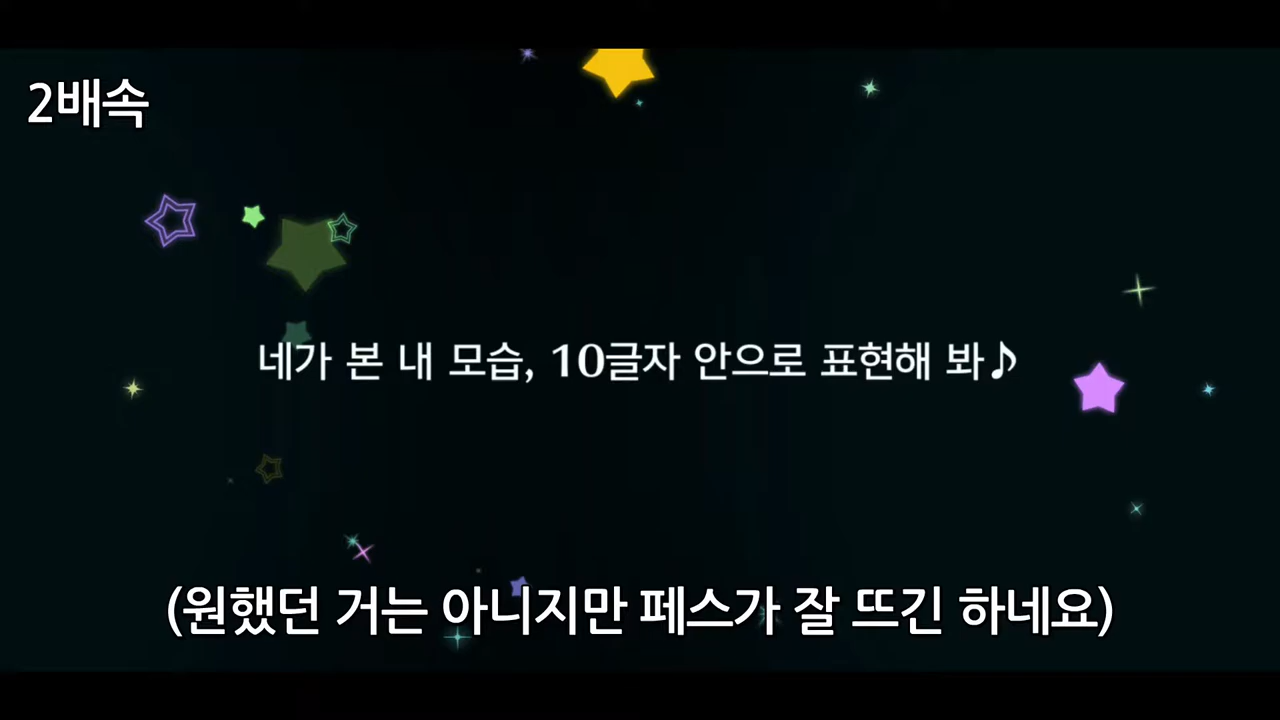 2배속
네가 본 내 모습, 10글자 안으로 표현해 봐♪
(원했던 거는 아니지만 페스가 잘 뜨긴 하네요)